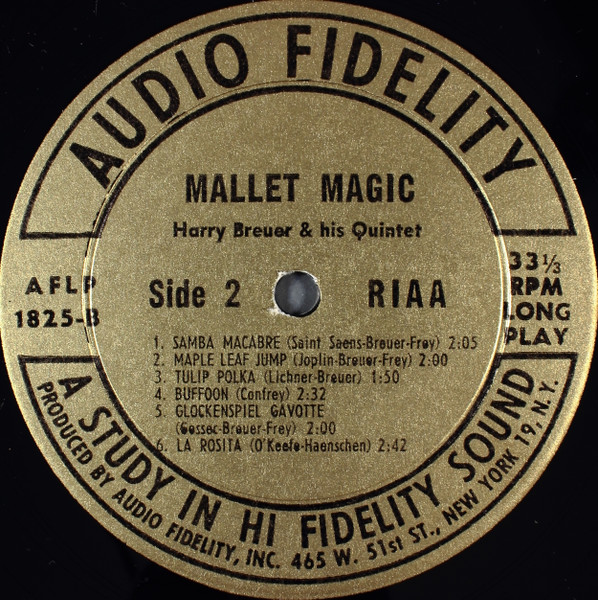 AUDIO FIDELITY
MALLET MAGIC
Harry Breuer & his Quintet
AFLP
1825-B
Side 2
RIAA
33⅓
RPM
LONG
PLAY
1. SAMBA MACABRE (Saint Saens-Breuer-Frey) 2:05
2. MAPLE LEAF JUMP (Joplin-Breuer-Frey) 2:00
3. TULIP POLKA (Lichner-Breuer) 1:50
4. BUFFOON (Confrey) 2:32
5. GLOCKENSPIEL GAVOTTE
(Gossec-Breuer-Frey) 2:00
6. LA ROSITA (O'Keefe-Haenschen) 2:42
A STUDY IN HI FIDELITY SOUND
PRODUCED BY AUDIO FIDELITY, INC. 465 W. 51st ST., NEW YORK 19, N.Y.